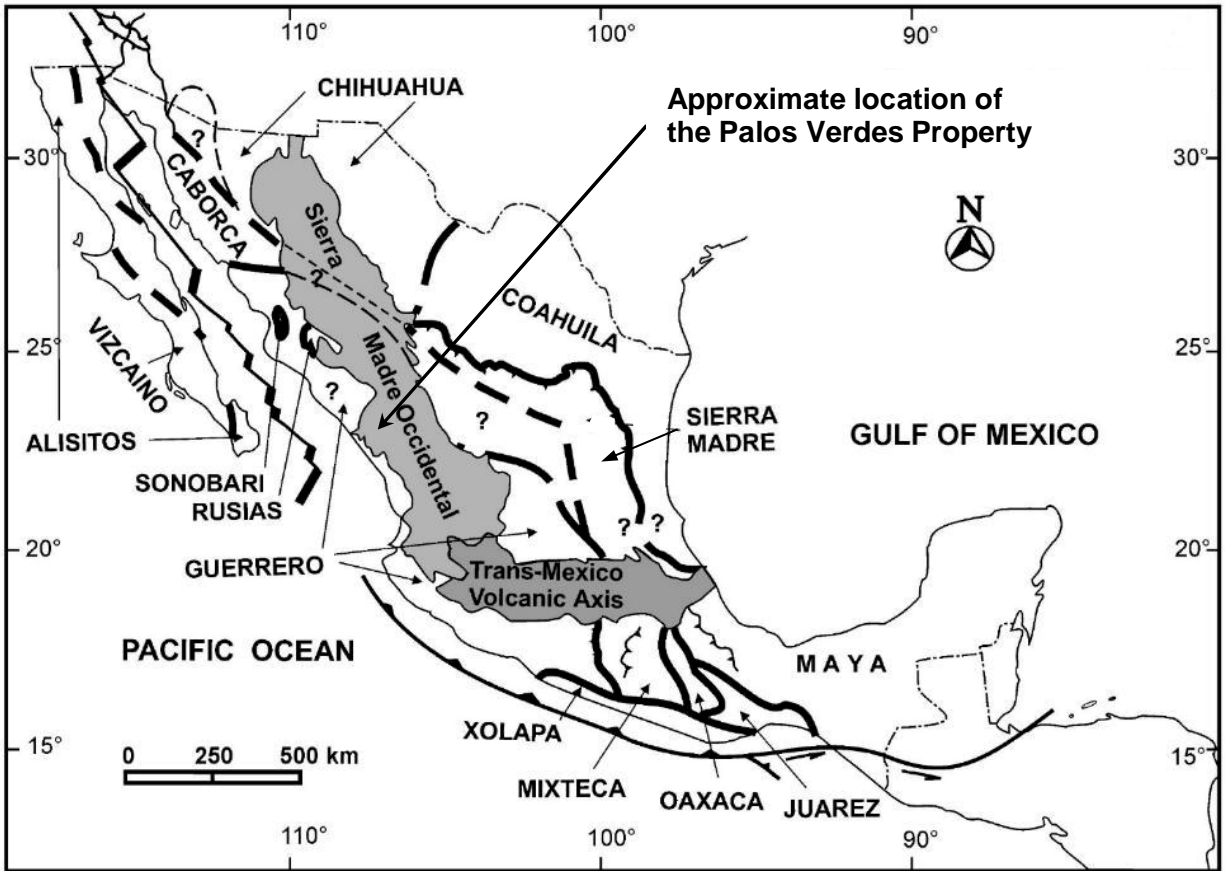 110°
100°
90°
CHIHUAHUA
Approximate location of
the Palos Verdes Property
30°
30°
?
CABORCA
N
Sierra
?
COAHUILA
25°
25°
VIZCAINO
Madre Occidental
?
?
SIERRA
MADRE
GULF OF MEXICO
ALISITOS
SONOBARI
RUSIAS
? ?
GUERRERO
20°
20°
Trans-Mexico
Volcanic Axis
PACIFIC OCEAN
MAYA
XOLAPA
15°
15°
0 250 500 km
MIXTECA
OAXACA
JUAREZ
110°
100°
90°